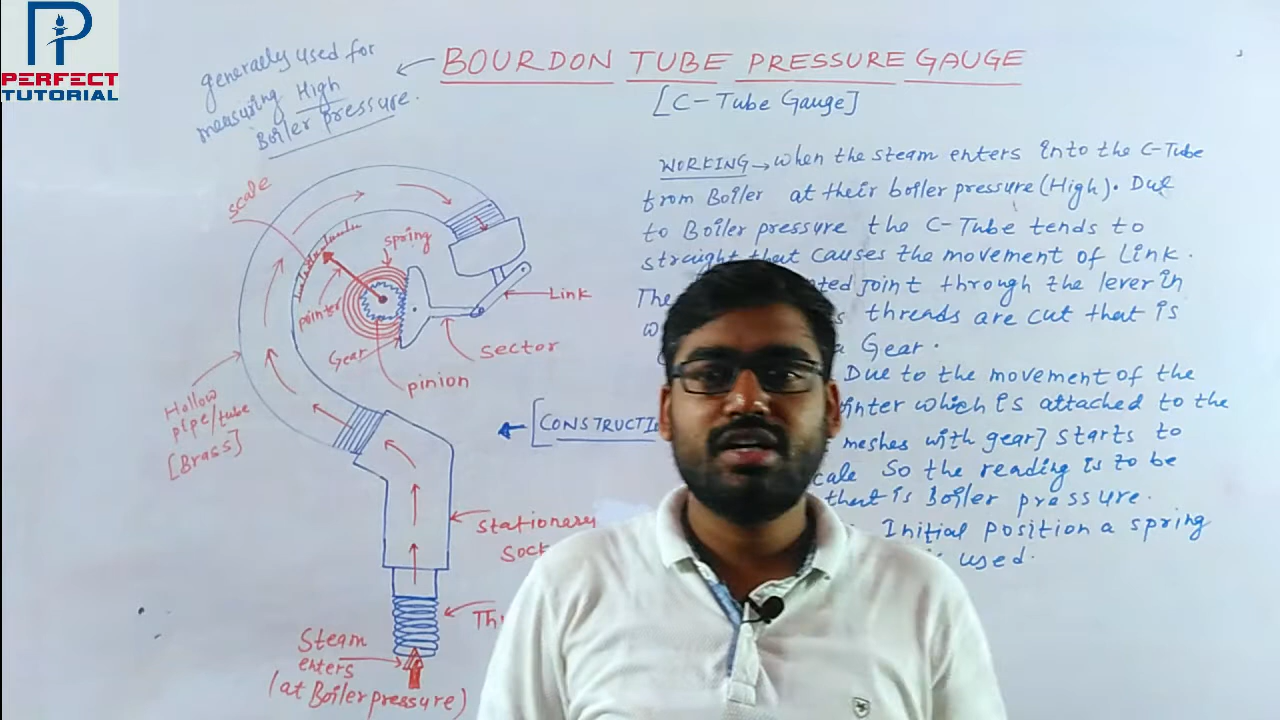 PERFECT
TUTORIAL
generally used for
measuring High
Boiler pressure.
BOURDON TUBE PRESSURE GAUGE
[C-Tube Gauge]
scale
spring
pointer
Gear
pinion
Link
sector
Hollow
pipe/tube
[Brass]
stationary
Steam
enters
(at Boiler pressure)
WORKING → when the steam enters into the C-Tube
from Boiler at their boiler pressure (High). Due
to Boiler pressure the C-Tube tends to
straight that causes the movement of Link.
The joint through the lever in
threads are cut that is
a Gear.
Due to the movement of the
which is attached to the
meshes with gear] starts to
So the reading is to be
that is Boiler pressure.
Initial position a spring
used.